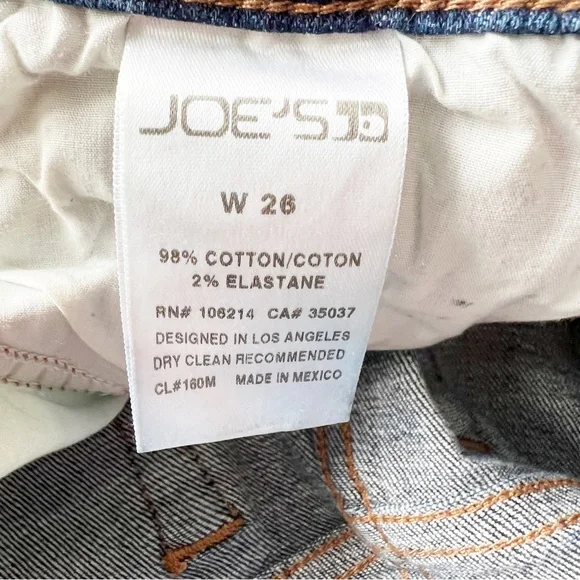 JOE'S JD
W 26
98% COTTON/COTON
2% ELASTANE
RN# 106214 CA# 35037
DESIGNED IN LOS ANGELES
DRY CLEAN RECOMMENDED
CL#160M MADE IN MEXICO